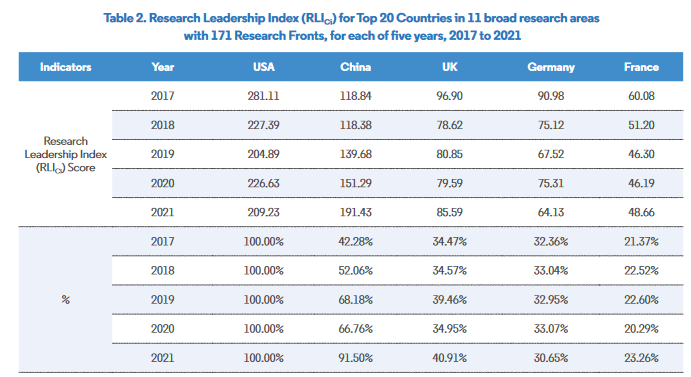 Table 2. Research Leadership Index (RLICi) for Top 20 Countries in 11 broad research areas
with 171 Research Fronts, for each of five years, 2017 to 2021
Indicators Year USA China UK Germany France
Research
Leadership Index
(RLICi) Score
2017 281.11 118.84 96.90 90.98 60.08
2018 227.39 118.38 78.62 75.12 51.20
2019 204.89 139.68 80.85 67.52 46.30
2020 226.63 151.29 79.59 75.31 46.19
2021 209.23 191.43 85.59 64.13 48.66
%
2017 100.00% 42.28% 34.47% 32.36% 21.37%
2018 100.00% 52.06% 34.57% 33.04% 22.52%
2019 100.00% 68.18% 39.46% 32.95% 22.60%
2020 100.00% 66.76% 34.95% 33.07% 20.29%
2021 100.00% 91.50% 40.91% 30.65% 23.26%